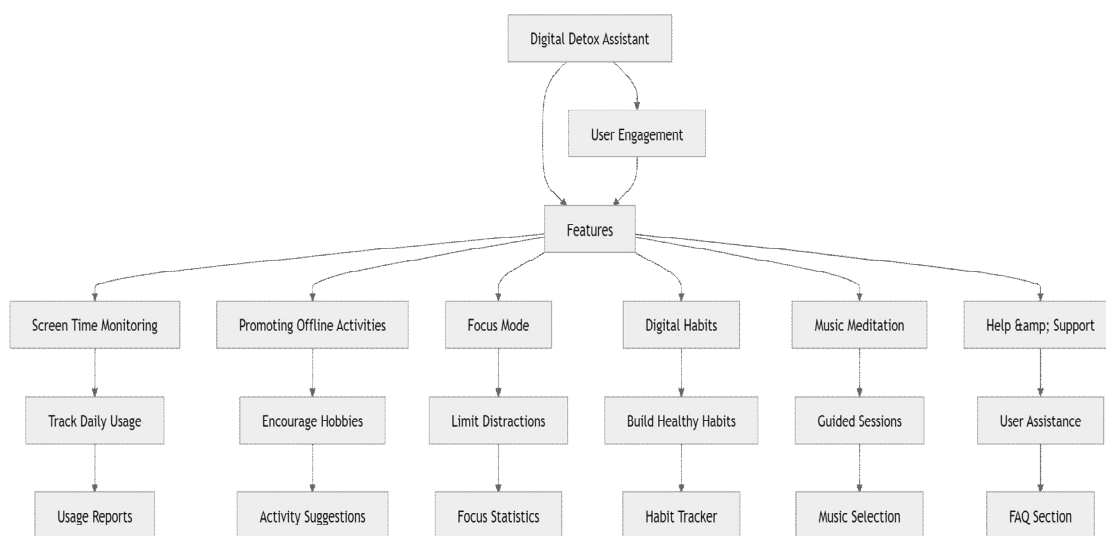 Digital Detox Assistant
User Engagement
Features
Screen Time Monitoring
Promoting Offline Activities
Focus Mode
Digital Habits
Music Meditation
Help &amp; Support
Track Daily Usage
Encourage Hobbies
Limit Distractions
Build Healthy Habits
Guided Sessions
User Assistance
Usage Reports
Activity Suggestions
Focus Statistics
Habit Tracker
Music Selection
FAQ Section